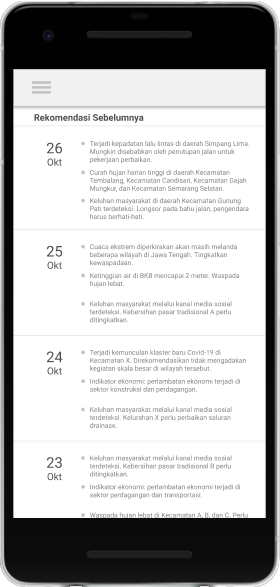 Rekomendasi Sebelumnya
26
Okt
Terjadi kepadatan lalu lintas di daerah Simpang Lima.
Mungkin disebabkan oleh penutupan jalan untuk
pekerjaan perbaikan.
Curah hujan harian tinggi di daerah Kecamatan
Tembalang, Kecamatan Candisari, Kecamatan Gajah
Mungkur, dan Kecamatan Semarang Selatan.
Keluhan masyarakat di daerah Kecamatan Gunung
Pati terdeteksi. Longsor pada bahu jalan, pengendara
harus berhati-hati.
25
Okt
Cuaca ekstrem diperkirakan akan masih melanda
beberapa wilayah di Jawa Tengah. Tingkatkan
kewaspadaan.
Ketinggian air di BKB mencapai 2 meter. Waspada
hujan lebat.
Keluhan masyarakat melalui kanal media sosial
terdeteksi. Kebersihan pasar tradisional A perlu
ditingkatkan.
24
Okt
Terjadi kemunculan klaster baru Covid-19 di
Kecamatan X. Direkomendasikan tidak mengadakan
kegiatan skala besar di wilayah tersebut.
Indikator ekonomi: perlambatan ekonomi terjadi di
sektor konstruksi dan perdagangan.
Keluhan masyarakat melalui kanal media sosial
terdeteksi. Kelurahan X perlu perbaikan saluran
drainase.
23
Okt
Keluhan masyarakat melalui kanal media sosial
terdeteksi. Kebersihan pasar tradisional B perlu
ditingkatkan.
Indikator ekonomi: perlambatan ekonomi terjadi di
sektor perdagangan dan transportasi.
Waspada hujan lebat di Kecamatan A, B, dan C. Perlu